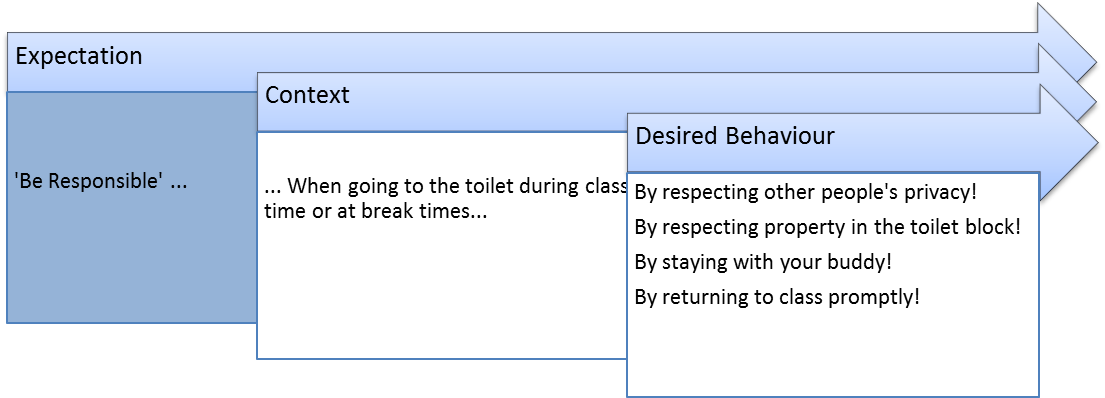 Expectation
'Be Responsible' ...
Context
... When going to the toilet during class
time or at break times...
Desired Behaviour
By respecting other people's privacy!
By respecting property in the toilet block!
By staying with your buddy!
By returning to class promptly!